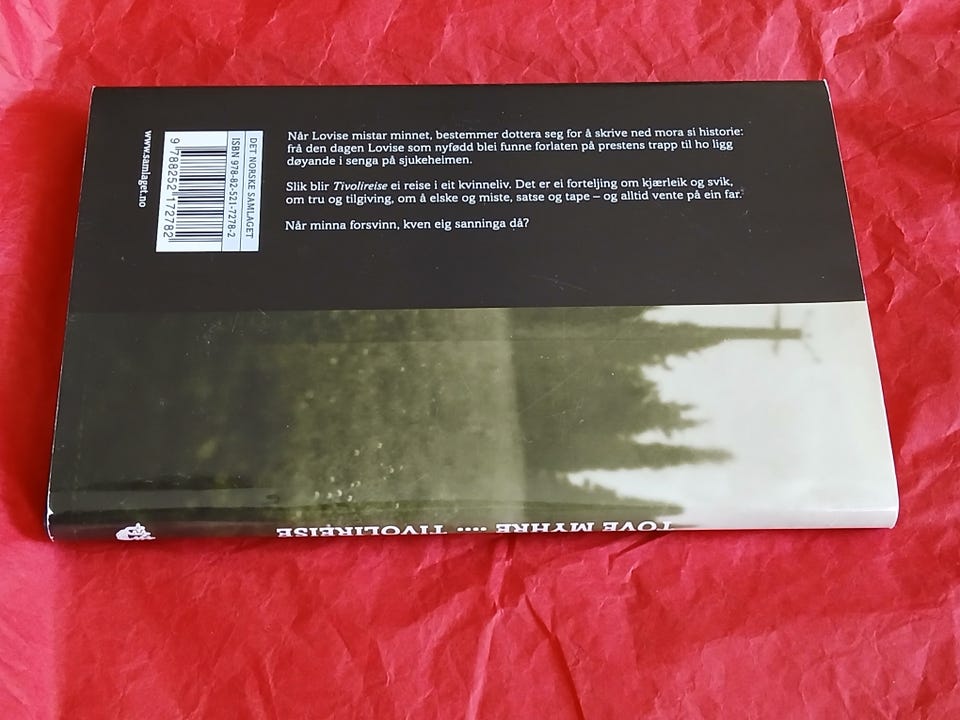 Når Lovise mistar minnet, bestemmer dottera seg for å skrive ned mora si historie:
frå den dagen Lovise som nyfødd blei funne forlaten på prestens trapp til ho ligg
døyande i senga på sjukeheimen.
Slik blir Tivolireise ei reise i eit kvinneliv. Det er ei forteljing om kjærleik og svik,
om tru og tilgiving, om å elske og miste, satse og tape – og alltid vente på ein far.
Når minna forsvinn, kven eig sanninga då?
DET NORSKE SAMLAGET
ISBN 978-82-521-7278-2
9 788252 172782
www.samlaget.no
TOVE MYHRE .... TIVOLIREISE